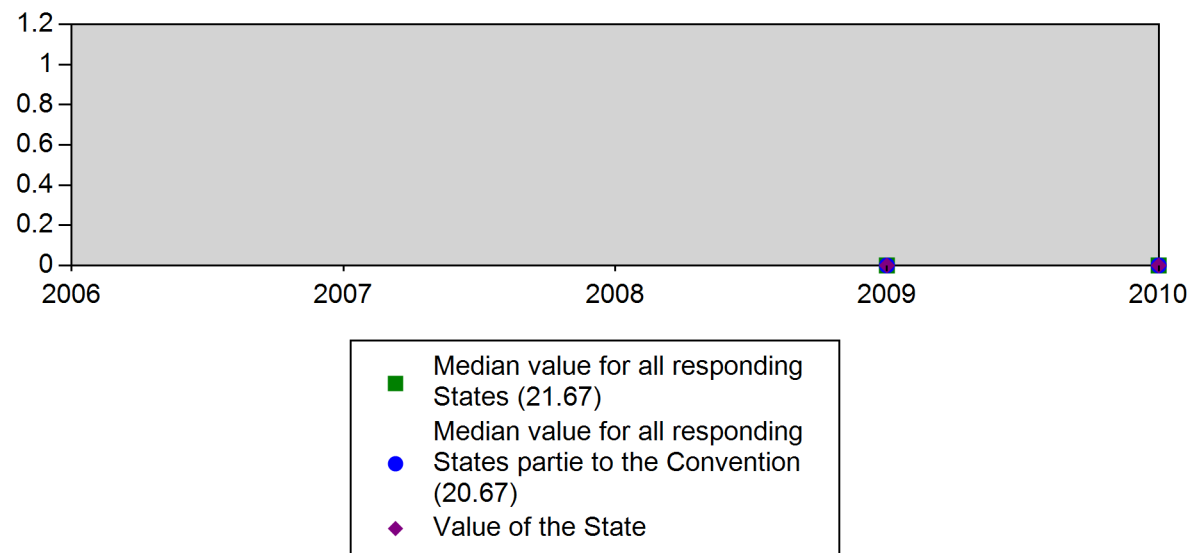 1.2
1
0.8
0.6
0.4
0.2
0
2006 2007 2008 2009 2010
Median value for all responding
States (21.67)
Median value for all responding
States partie to the Convention
(20.67)
Value of the State